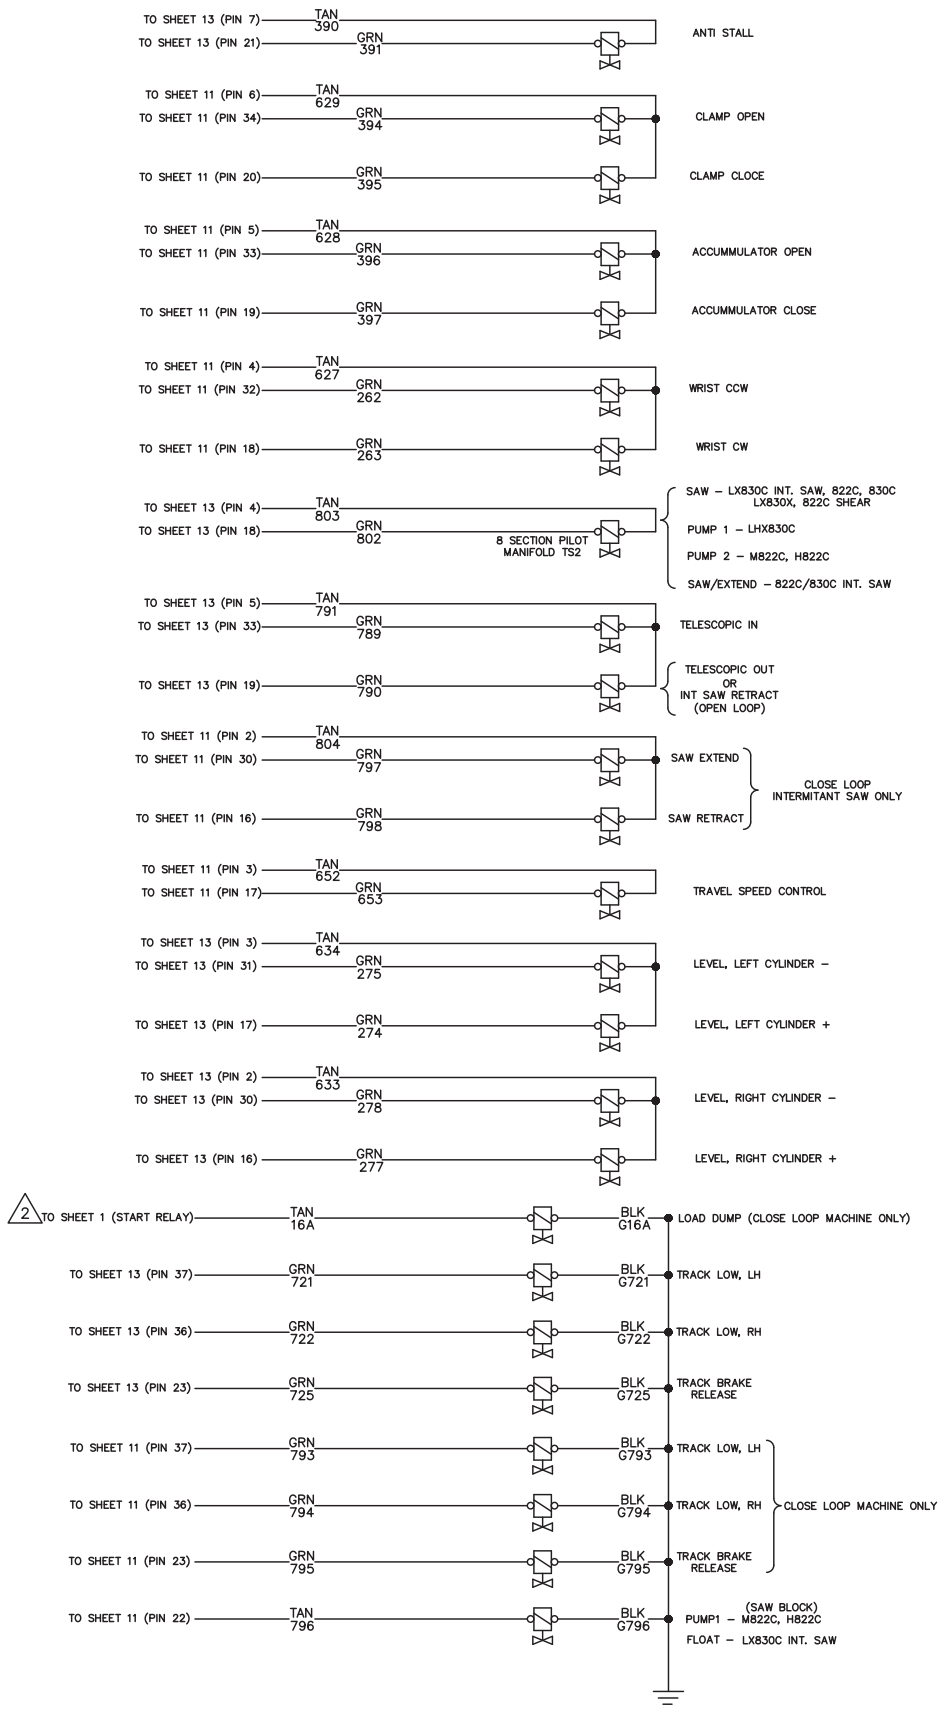 TO SHEET 13 (PIN 7) TAN 390
TO SHEET 13 (PIN 21) GRN 391
ANTI STALL
TO SHEET 11 (PIN 6) TAN 629
TO SHEET 11 (PIN 34) GRN 394
CLAMP OPEN
TO SHEET 11 (PIN 20) GRN 395
CLAMP CLOCE
TO SHEET 11 (PIN 5) TAN 628
TO SHEET 11 (PIN 33) GRN 396
ACCUMMULATOR OPEN
TO SHEET 11 (PIN 19) GRN 397
ACCUMMULATOR CLOSE
TO SHEET 11 (PIN 4) TAN 627
TO SHEET 11 (PIN 32) GRN 262
WRIST CCW
TO SHEET 11 (PIN 18) GRN 263
WRIST CW
TO SHEET 13 (PIN 4) TAN 803
TO SHEET 13 (PIN 18) GRN 802
8 SECTION PILOT
MANIFOLD TS2
SAW – LX830C INT. SAW, 822C, 830C
LX830X, 822C SHEAR
PUMP 1 – LHX830C
PUMP 2 – M822C, H822C
SAW/EXTEND – 822C/830C INT. SAW
TO SHEET 13 (PIN 5) TAN 791
TO SHEET 13 (PIN 33) GRN 789
TELESCOPIC IN
TO SHEET 13 (PIN 19) GRN 790
TELESCOPIC OUT
OR
INT SAW RETRACT
(OPEN LOOP)
TO SHEET 11 (PIN 2) TAN 804
TO SHEET 11 (PIN 30) GRN 797
SAW EXTEND
TO SHEET 11 (PIN 16) GRN 798
SAW RETRACT
CLOSE LOOP
INTERMITANT SAW ONLY
TO SHEET 11 (PIN 3) TAN 652
TO SHEET 11 (PIN 17) GRN 653
TRAVEL SPEED CONTROL
TO SHEET 13 (PIN 3) TAN 634
TO SHEET 13 (PIN 31) GRN 275
LEVEL, LEFT CYLINDER –
TO SHEET 13 (PIN 17) GRN 274
LEVEL, LEFT CYLINDER +
TO SHEET 13 (PIN 2) TAN 633
TO SHEET 13 (PIN 30) GRN 278
LEVEL, RIGHT CYLINDER –
TO SHEET 13 (PIN 16) GRN 277
LEVEL, RIGHT CYLINDER +
2
TO SHEET 1 (START RELAY) TAN 16A BLK G16A
LOAD DUMP (CLOSE LOOP MACHINE ONLY)
TO SHEET 13 (PIN 37) GRN 721 BLK G721
TRACK LOW, LH
TO SHEET 13 (PIN 36) GRN 722 BLK G722
TRACK LOW, RH
TO SHEET 13 (PIN 23) GRN 725 BLK G725
TRACK BRAKE
RELEASE
TO SHEET 11 (PIN 37) GRN 793 BLK G793
TRACK LOW, LH
TO SHEET 11 (PIN 36) GRN 794 BLK G794
TRACK LOW, RH
CLOSE LOOP MACHINE ONLY
TO SHEET 11 (PIN 23) GRN 795 BLK G795
TRACK BRAKE
RELEASE
TO SHEET 11 (PIN 22) TAN 796 BLK G796
(SAW BLOCK)
PUMP1 – M822C, H822C
FLOAT – LX830C INT. SAW